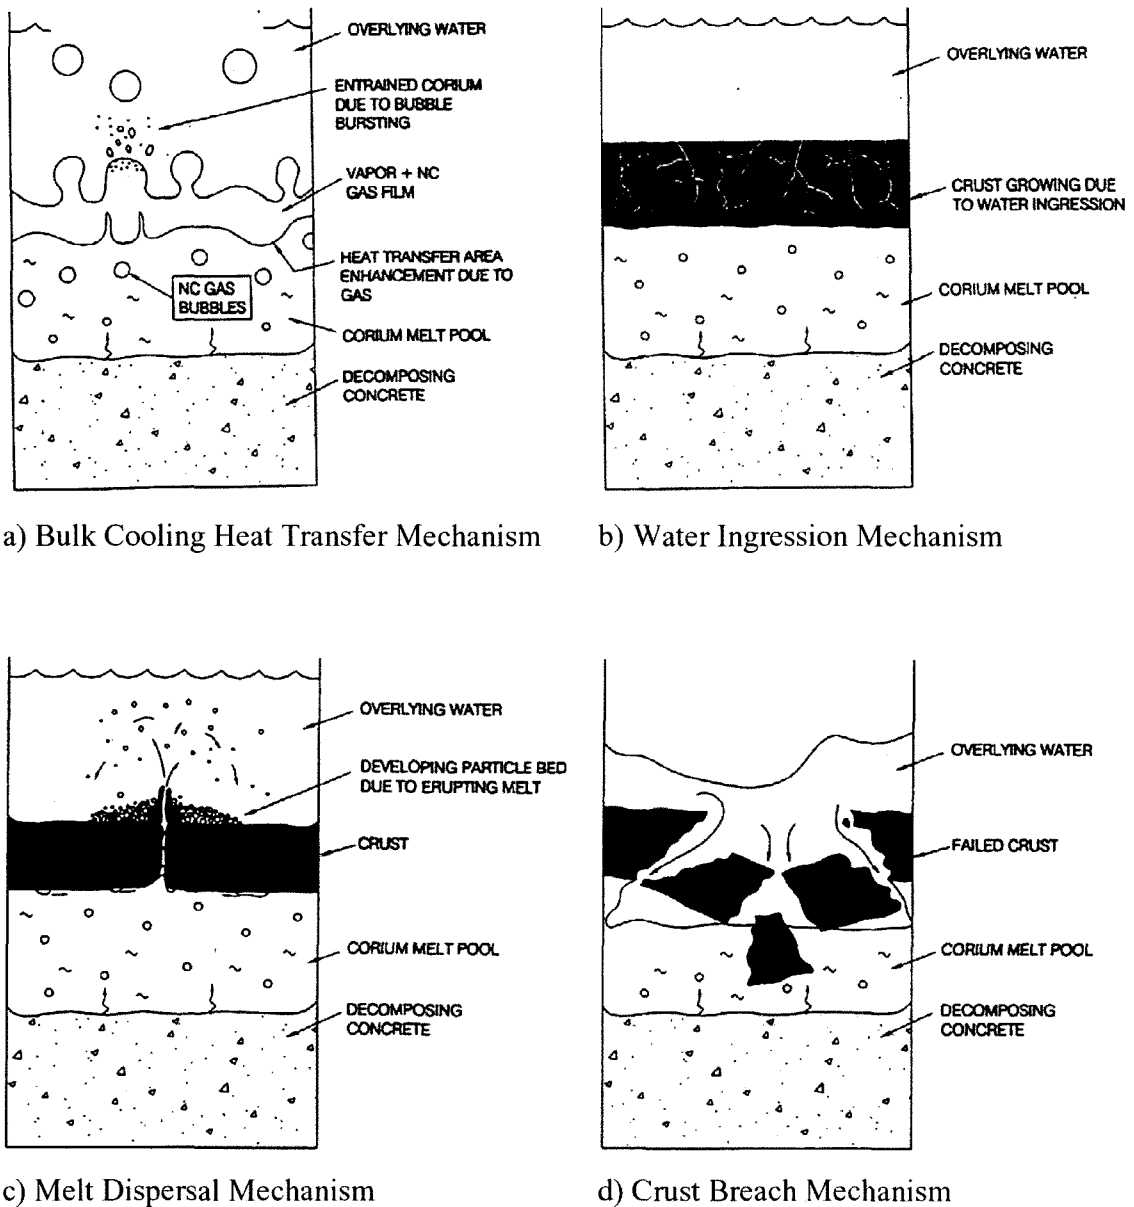 OVERLYING WATER
ENTRAINED CORIUM
DUE TO BUBBLE
BURSTING
VAPOR + NC
GAS FILM
HEAT TRANSFER AREA
ENHANCEMENT DUE TO
GAS
NC GAS
BUBBLES
CORIUM MELT POOL
DECOMPOSING
CONCRETE
a) Bulk Cooling Heat Transfer Mechanism
OVERLYING WATER
CRUST GROWING DUE
TO WATER INGRESSION
CORIUM MELT POOL
DECOMPOSING
CONCRETE
b) Water Ingression Mechanism
OVERLYING WATER
DEVELOPING PARTICLE BED
DUE TO ERUPTING MELT
CRUST
CORIUM MELT POOL
DECOMPOSING
CONCRETE
c) Melt Dispersal Mechanism
OVERLYING WATER
FAILED CRUST
CORIUM MELT POOL
DECOMPOSING
CONCRETE
d) Crust Breach Mechanism